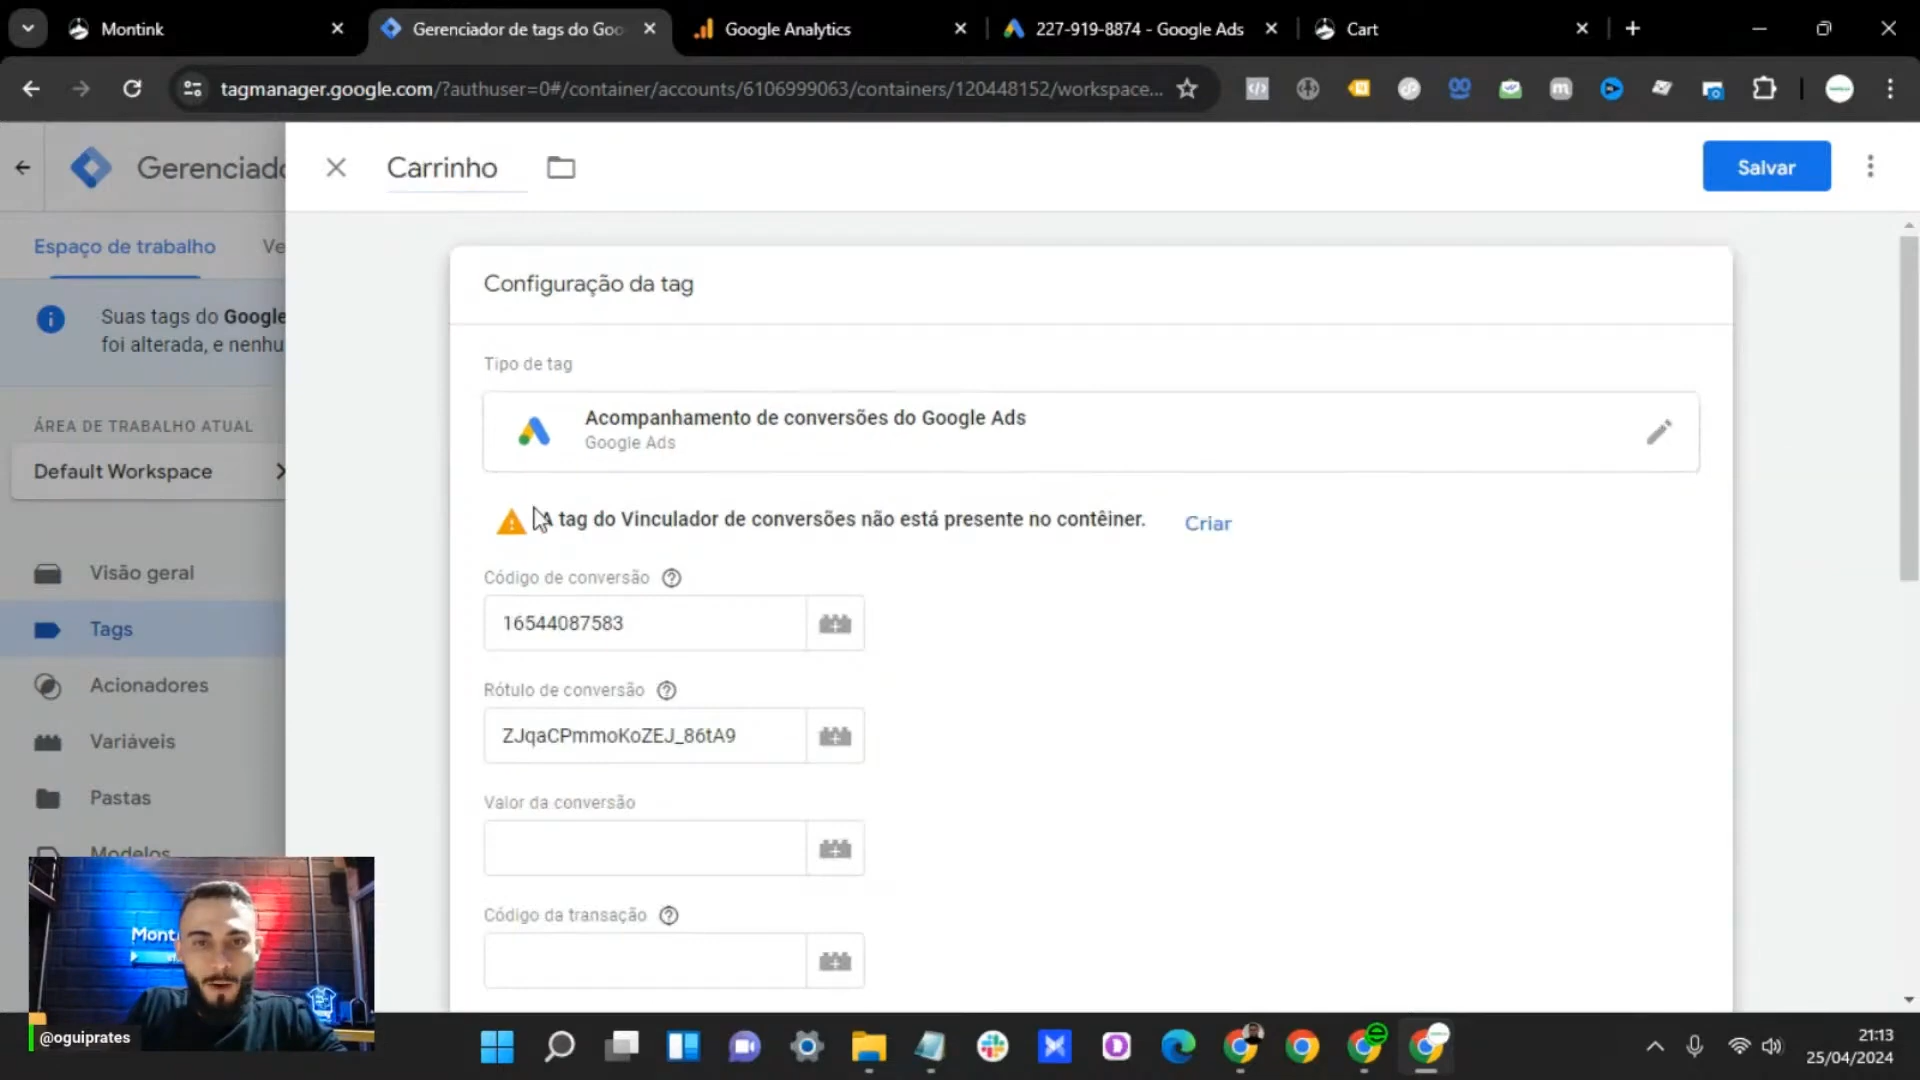 Montink
Gerenciador de tags do Goo
Google Analytics
227-919-8874 - Google Ads
Cart
tagmanager.google.com/?authuser=0#/container/accounts/6106999063/containers/120448152/workspace...
Gerenciado
Carrinho
Salvar
Espaço de trabalho
Ve
Configuração da tag
Suas tags do Google
foi alterada, e nenhu
Tipo de tag
Acompanhamento de conversões do Google Ads
Google Ads
ÁREA DE TRABALHO ATUAL
Default Workspace
A tag do Vinculador de conversões não está presente no contêiner.
Criar
Visão geral
Código de conversão
16544087583
Tags
Acionadores
Rótulo de conversão
ZJqaCPmmoKoZEJ_86tA9
Variáveis
Pastas
Valor da conversão
Modelos
Código da transação
Mont
@oguiprates
21:13
25/04/2024